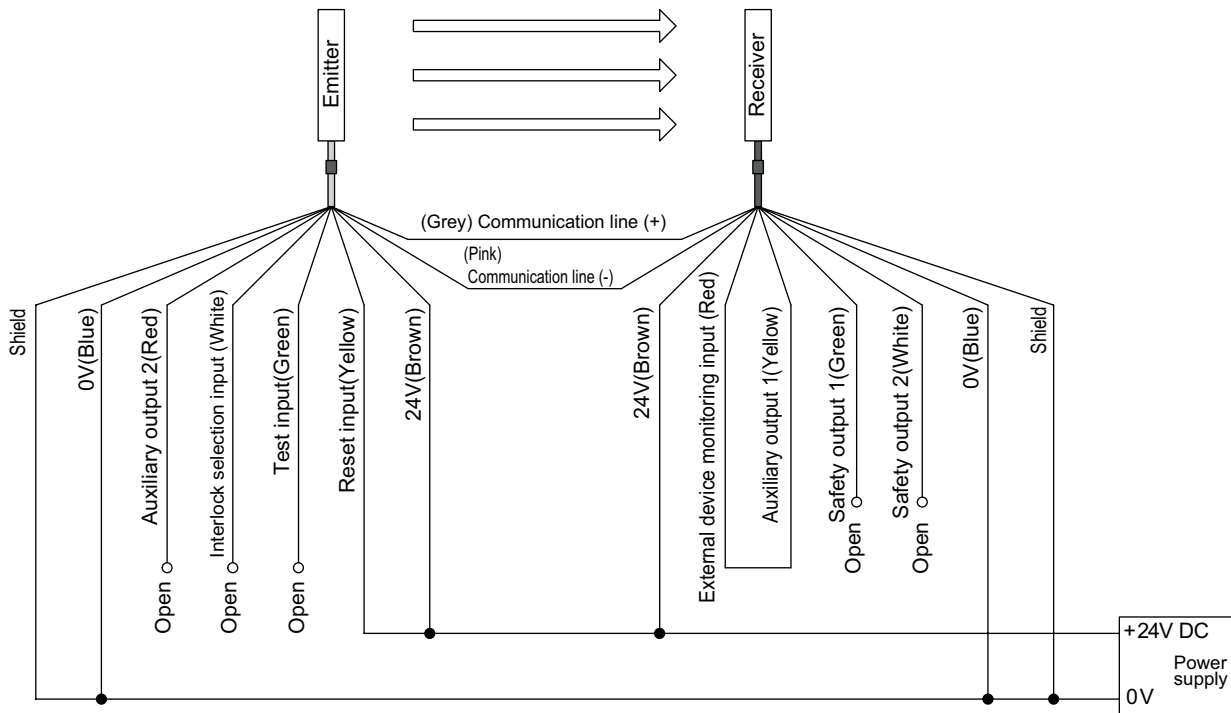 Emitter
Receiver
(Grey) Communication line (+)
(Pink)
Communication line (-)
Shield
0V(Blue)
Auxiliary output 2(Red)
Open
Interlock selection input (White)
Open
Test input(Green)
Open
Reset input(Yellow)
24V(Brown)
24V(Brown)
External device monitoring input (Red)
Auxiliary output 1(Yellow)
Safety output 1(Green)
Open
Safety output 2(White)
Open
0V(Blue)
Shield
+24V DC
Power
supply
0V